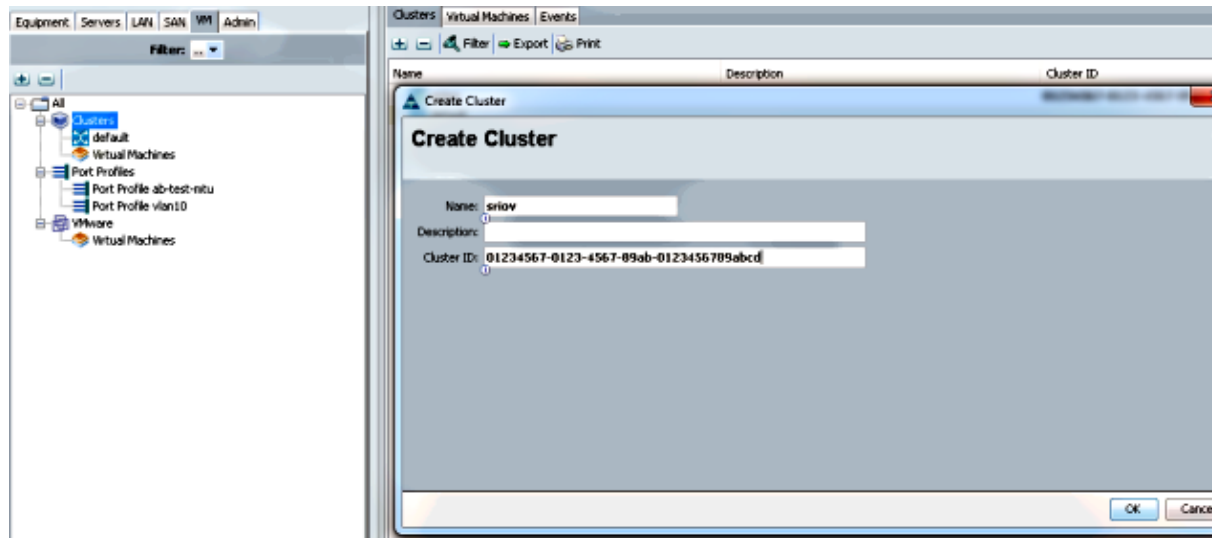 Equipment Servers LAN SAN VM Admin
Filter: ...
All
Clusters
default
Virtual Machines
Port Profiles
Port Profile ab-test-mtu
Port Profile vlan10
VMware
Virtual Machines
Clusters Virtual Machines Events
Filter Export Print
Name Description Cluster ID
Create Cluster
Create Cluster
Name: sriov
Description:
Cluster ID: 01234567-0123-4567-89ab-0123456789abcd
OK Cance